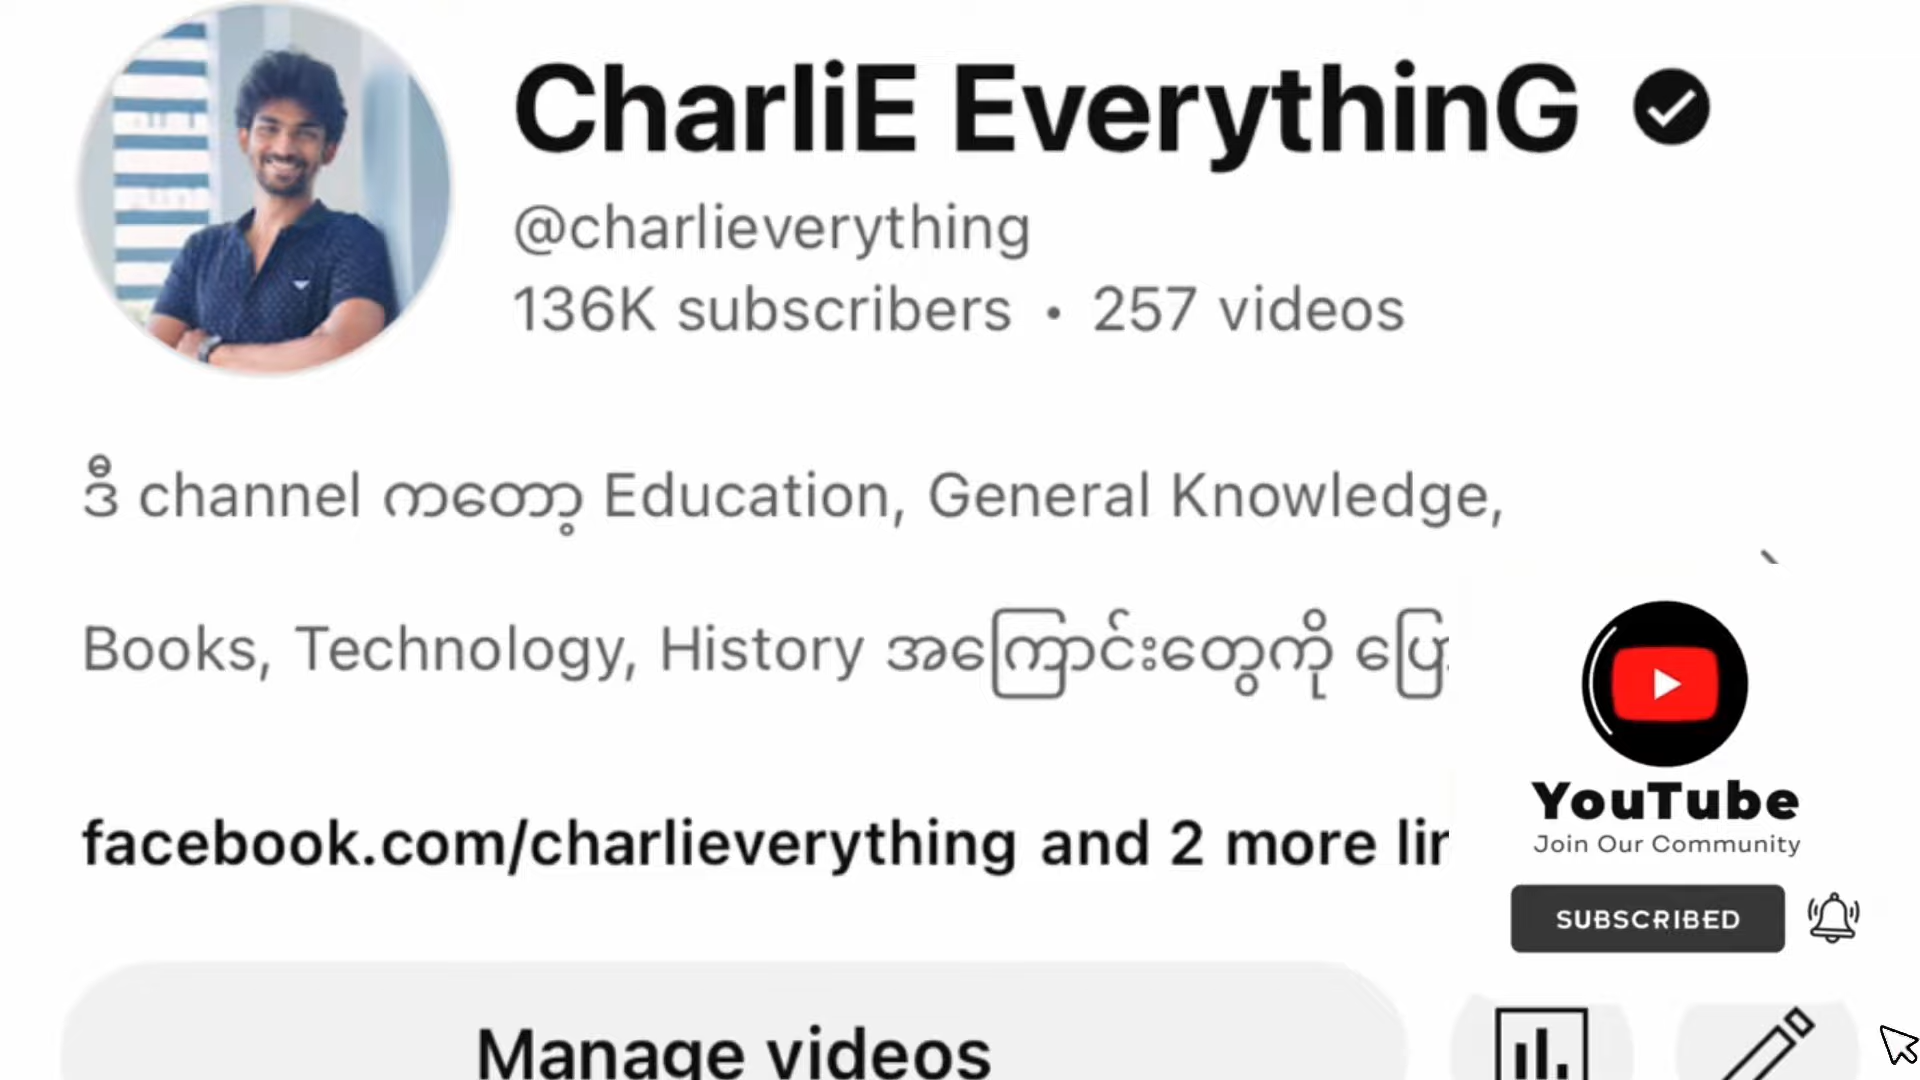 CharliE EverythinG
@charlieverything
136K subscribers • 257 videos
ဒီ channel ကတော့ Education, General Knowledge,
Books, Technology, History အကြောင်းတွေကို
facebook.com/charlieverything and 2 more
YouTube
Join Our Community
SUBSCRIBED
Manage videos